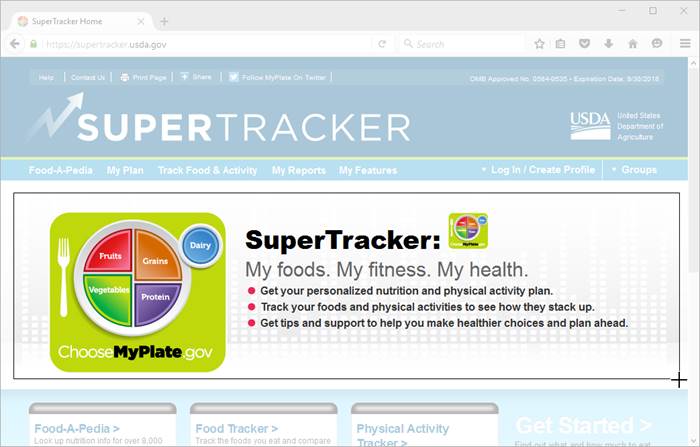 SuperTracker Home
https://supertracker.usda.gov
Search
Help
Contact Us
Print Page
Share
Follow MyPlate On Twitter
OMB Approved No. 0584-0535 • Expiration Date: 9/30/2018
SUPERTRACKER
USDA
United States
Department of
Agriculture
Food-A-Pedia
My Plan
Track Food & Activity
My Reports
My Features
Log In / Create Profile
Groups
Fruits
Grains
Dairy
Vegetables
Protein
ChooseMyPlate.gov
SuperTracker:
My foods. My fitness. My health.
• Get your personalized nutrition and physical activity plan.
• Track your foods and physical activities to see how they stack up.
• Get tips and support to help you make healthier choices and plan ahead.
Food-A-Pedia >
Look up nutrition info for over 8,000
Food Tracker >
Track the foods you eat and compare
Physical Activity
Tracker >
Get Started >
Find out what and how much to eat